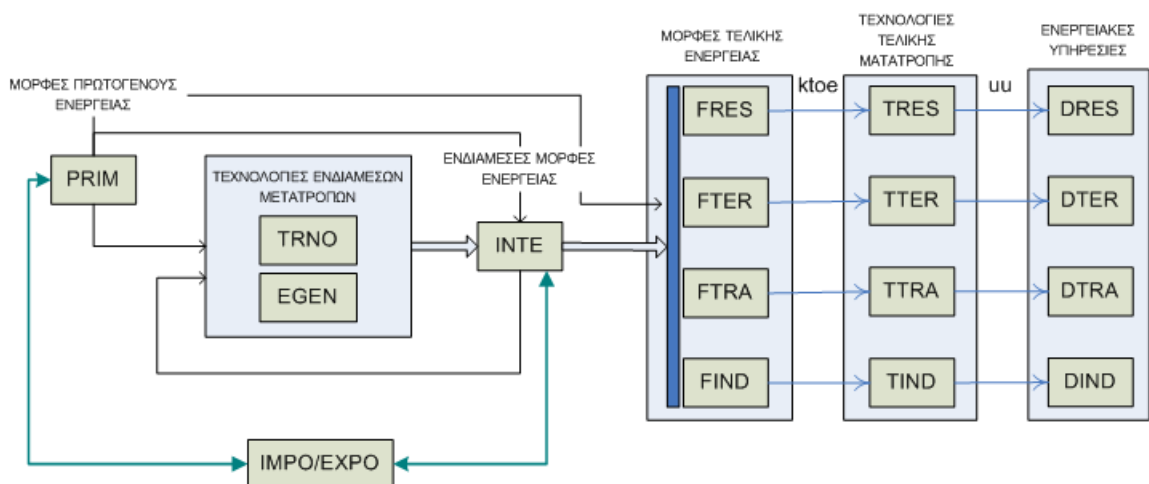 ΜΟΡΦΕΣ ΠΡΩΤΟΓΕΝΟΥΣ
ΕΝΕΡΓΕΙΑΣ
PRIM
ΤΕΧΝΟΛΟΓΙΕΣ ΕΝΔΙΑΜΕΣΩΝ
ΜΕΤΑΤΡΟΠΩΝ
TRNO
EGEN
ΕΝΔΙΑΜΕΣΕΣ ΜΟΡΦΕΣ
ΕΝΕΡΓΕΙΑΣ
INTE
IMPO/EXPO
ΜΟΡΦΕΣ ΤΕΛΙΚΗΣ
ΕΝΕΡΓΕΙΑΣ
FRES
FTER
FTRA
FIND
ktoe
ΤΕΧΝΟΛΟΓΙΕΣ
ΤΕΛΙΚΗΣ
ΜΑΤΑΤΡΟΠΗΣ
TRES
TTER
TTRA
TIND
uu
ΕΝΕΡΓΕΙΑΚΕΣ
ΥΠΗΡΕΣΙΕΣ
DRES
DTER
DTRA
DIND